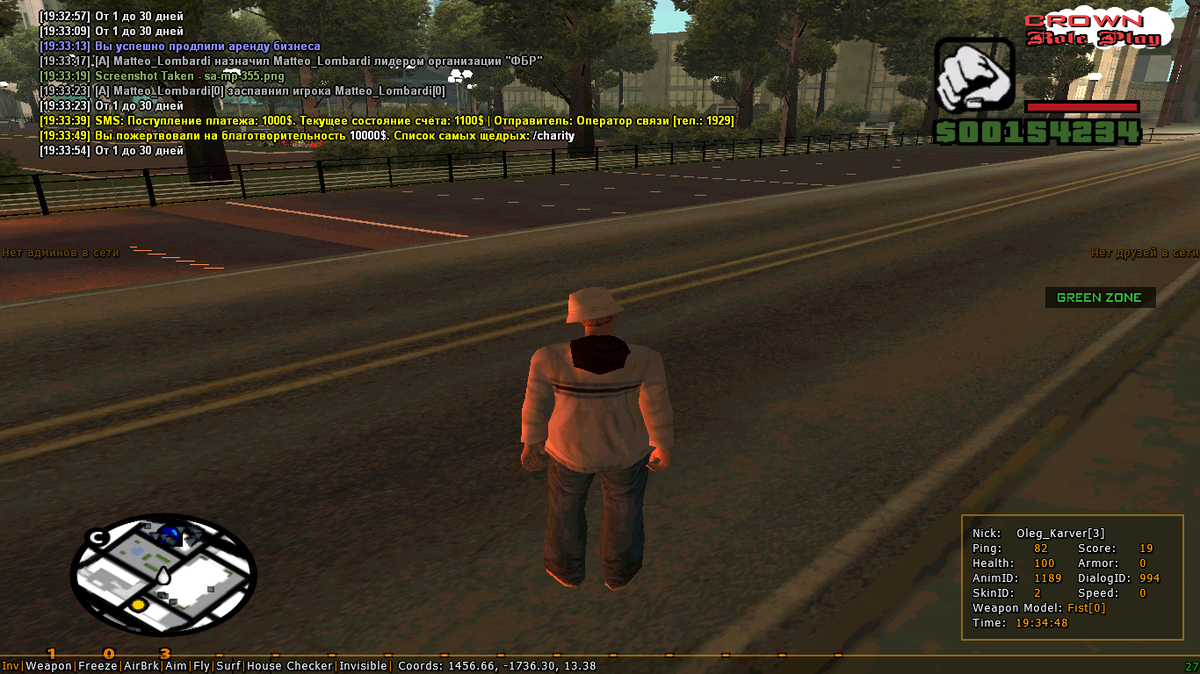 [19:32:57] От 1 до 30 дней
[19:33:09] От 1 до 30 дней
[19:33:13] Вы успешно продлили аренду бизнеса
[19:33:17] [A] Matteo_Lombardi назначил Matteo_Lombardi лидером организации "ФБР"
[19:33:19] Screenshot Taken - sa-mp-355.png
[19:33:23] [A] Matteo_Lombardi[0] заспавнил игрока Matteo_Lombardi[0]
[19:33:23] От 1 до 30 дней
[19:33:39] SMS: Поступление платежа: 1000$. Текущее состояние счёта: 1100$ | Отправитель: Оператор связи [тел.: 1929]
[19:33:49] Вы пожертвовали на благотворительность 10000$. Список самых щедрых: /charity
[19:33:54] От 1 до 30 дней
CROWN
Role Play
$00154234
Нет админов в сети
Нет друзей в сети
GREEN ZONE
C
Nick: Oleg_Karver[3]
Ping: 82 Score: 19
Health: 100 Armor: 0
AnimID: 1189 DialogID: 994
SkinID: 2 Speed: 0
Weapon Model: Fist[0]
Time: 19:34:48
1 0 3
Inv|Weapon|Freeze|AirBrk|Aim|Fly|Surf|House Checker|Invisible| Coords: 1456.66, -1736.30, 13.38
27